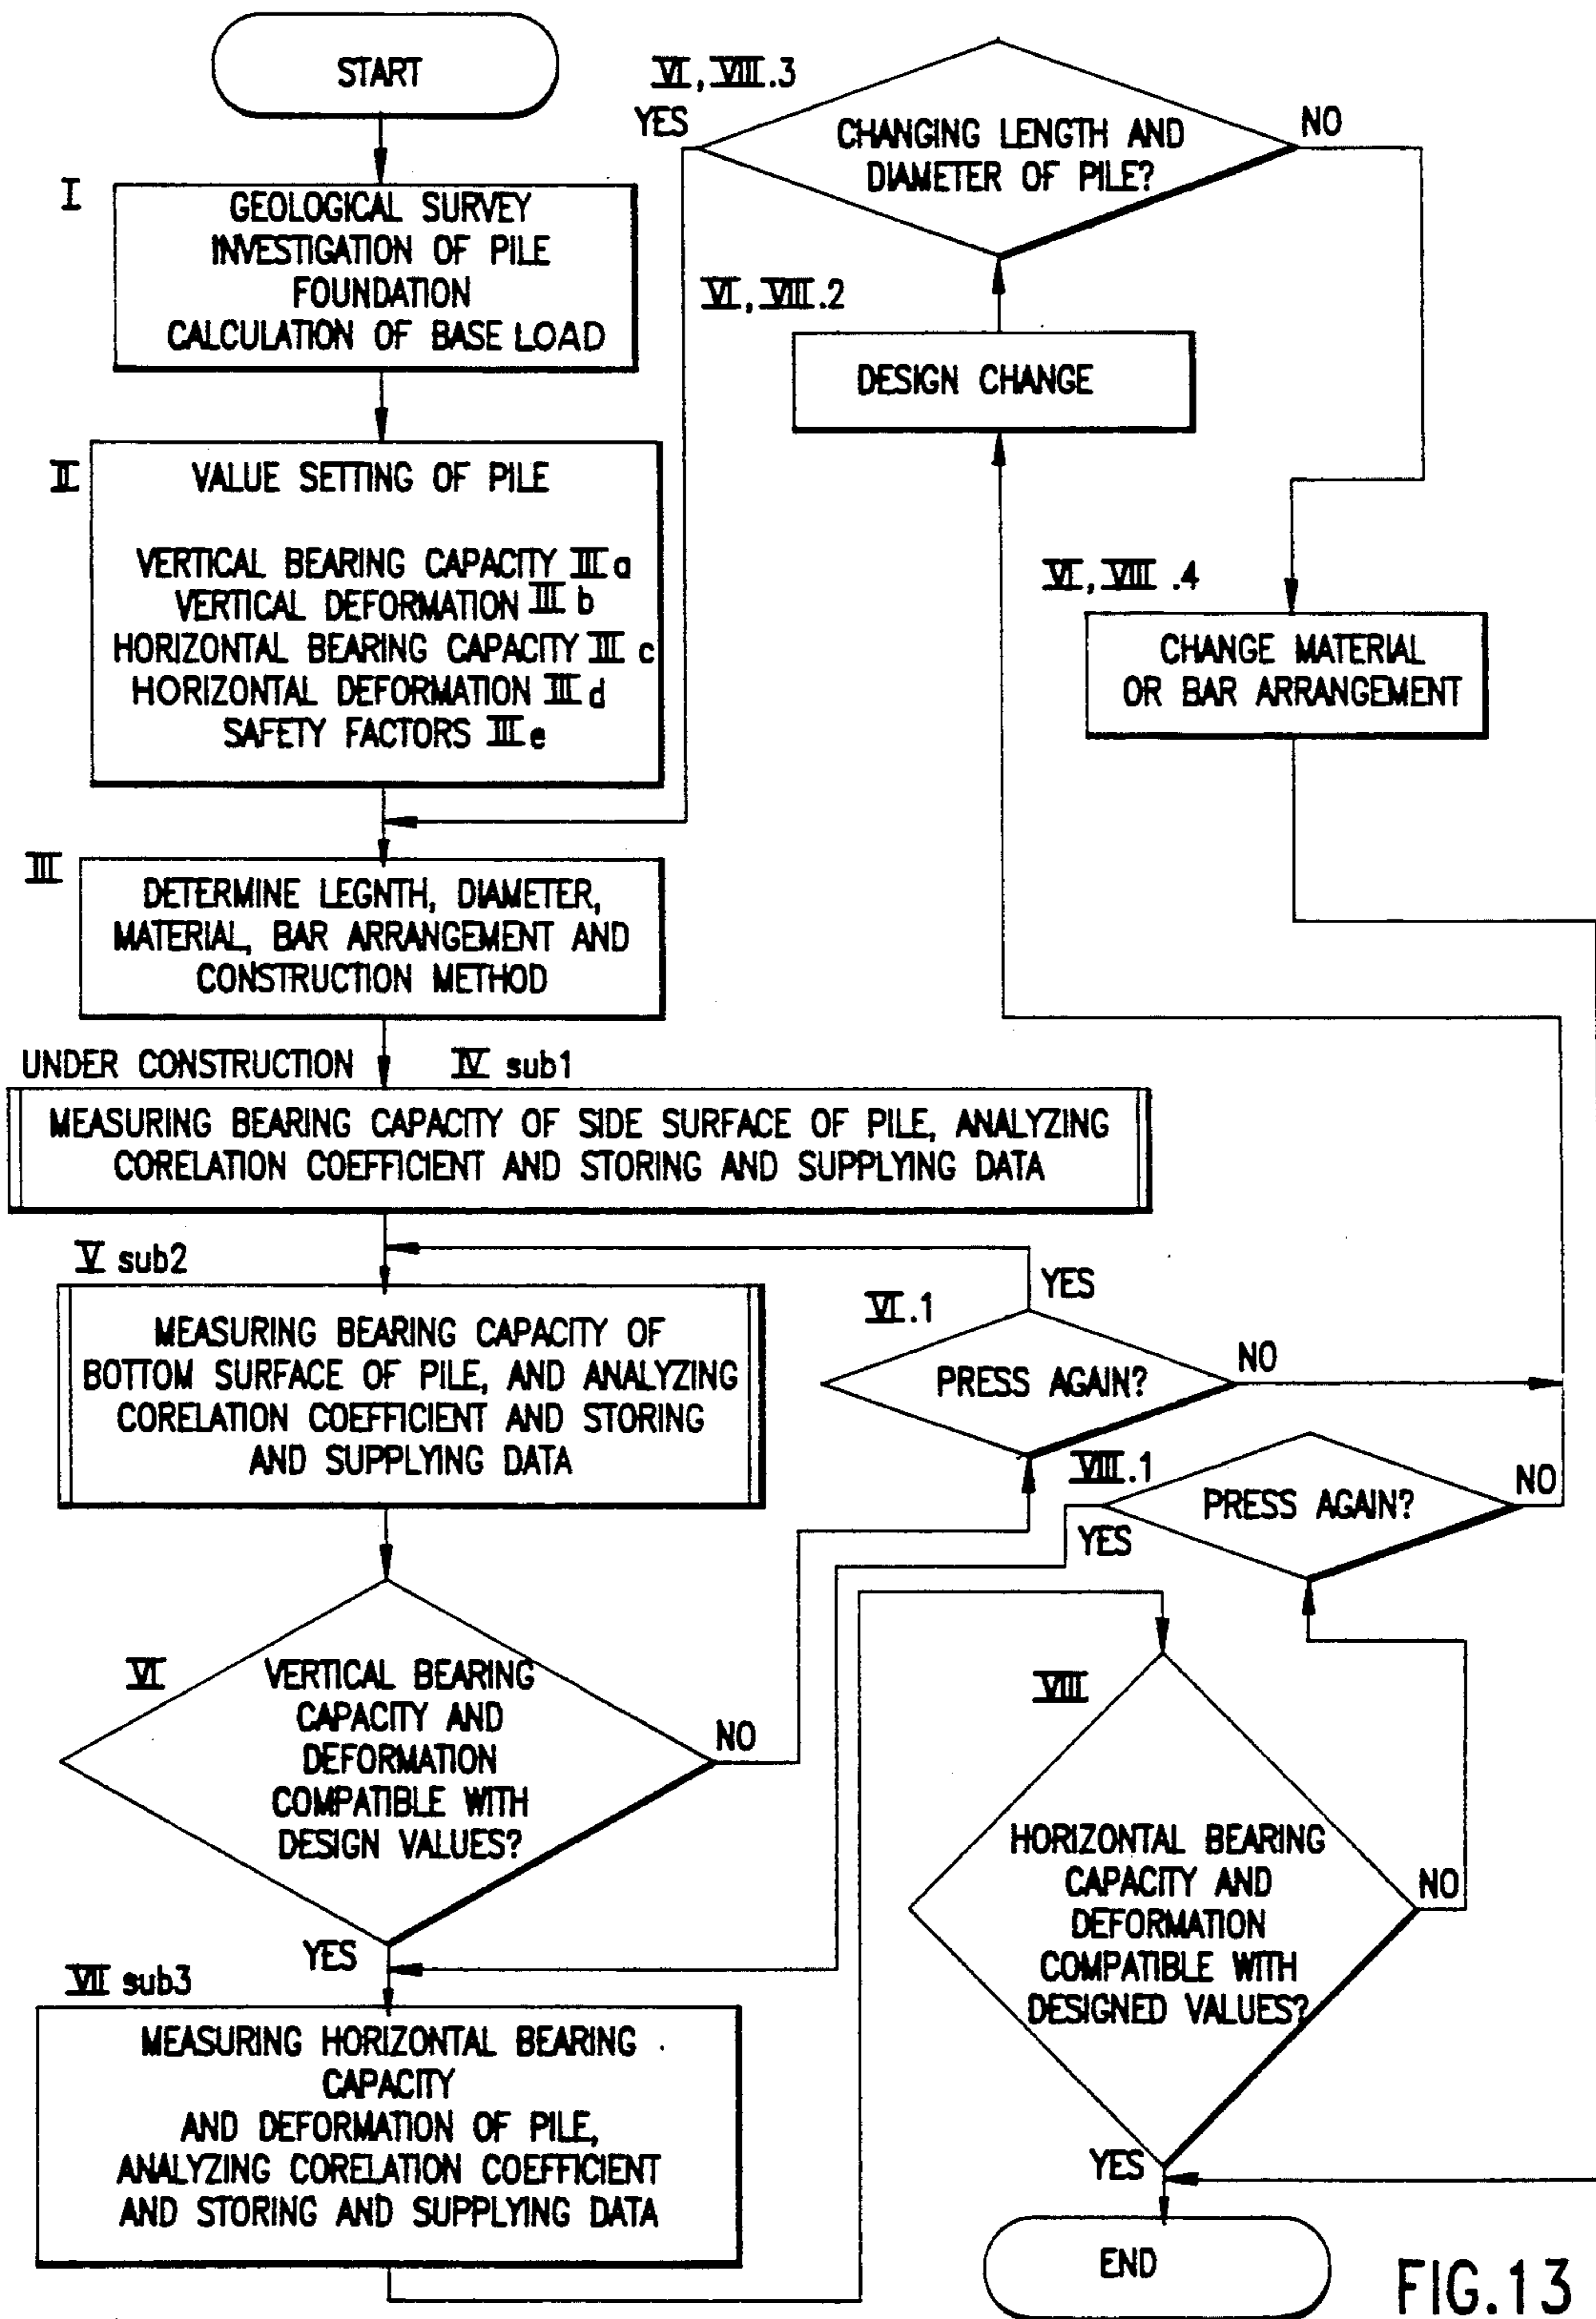 START
I
GEOLOGICAL SURVEY
INVESTIGATION OF PILE
FOUNDATION
CALCULATION OF BASE LOAD
II
VALUE SETTING OF PILE
VERTICAL BEARING CAPACITY III a
VERTICAL DEFORMATION III b
HORIZONTAL BEARING CAPACITY III c
HORIZONTAL DEFORMATION III d
SAFETY FACTORS III e
III
DETERMINE LEGNTH, DIAMETER,
MATERIAL, BAR ARRANGEMENT AND
CONSTRUCTION METHOD
UNDER CONSTRUCTION
IV sub1
MEASURING BEARING CAPACITY OF SIDE SURFACE OF PILE, ANALYZING
CORELATION COEFFICIENT AND STORING AND SUPPLYING DATA
V sub2
MEASURING BEARING CAPACITY OF
BOTTOM SURFACE OF PILE, AND ANALYZING
CORELATION COEFFICIENT AND STORING
AND SUPPLYING DATA
VI
VERTICAL BEARING
CAPACITY AND
DEFORMATION
COMPATIBLE WITH
DESIGN VALUES?
NO
YES
VII sub3
MEASURING HORIZONTAL BEARING
CAPACITY
AND DEFORMATION OF PILE,
ANALYZING CORELATION COEFFICIENT
AND STORING AND SUPPLYING DATA
VI, VIII.3
YES
CHANGING LENGTH AND
DIAMETER OF PILE?
NO
VI, VIII.2
DESIGN CHANGE
VI, VIII .4
CHANGE MATERIAL
OR BAR ARRANGEMENT
VI.1
YES
PRESS AGAIN?
NO
VIII.1
YES
PRESS AGAIN?
NO
VIII
HORIZONTAL BEARING
CAPACITY AND
DEFORMATION
COMPATIBLE WITH
DESIGNED VALUES?
NO
YES
END
FIG.13